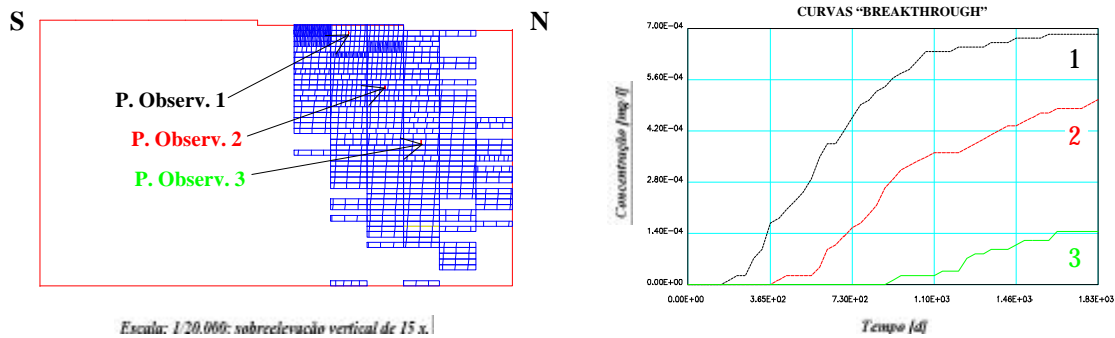 S
N
P. Observ. 1
P. Observ. 2
P. Observ. 3
Escala: 1/20.000; sobreelevação vertical de 15 x.
CURVAS “BREAKTHROUGH”
Concentração [mg/l]
7.00E-04
5.60E-04
4.20E-04
2.80E-04
1.40E-04
0.00E+00
1
2
3
0.00E+00 3.65E+02 7.30E+02 1.10E+03 1.46E+03 1.83E+03
Tempo [d]